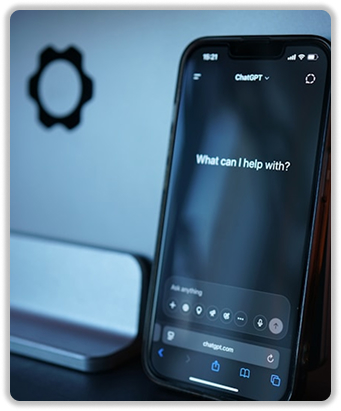 15:21
ChatGPT
What can I help with?
Ask anything
chatgpt.com